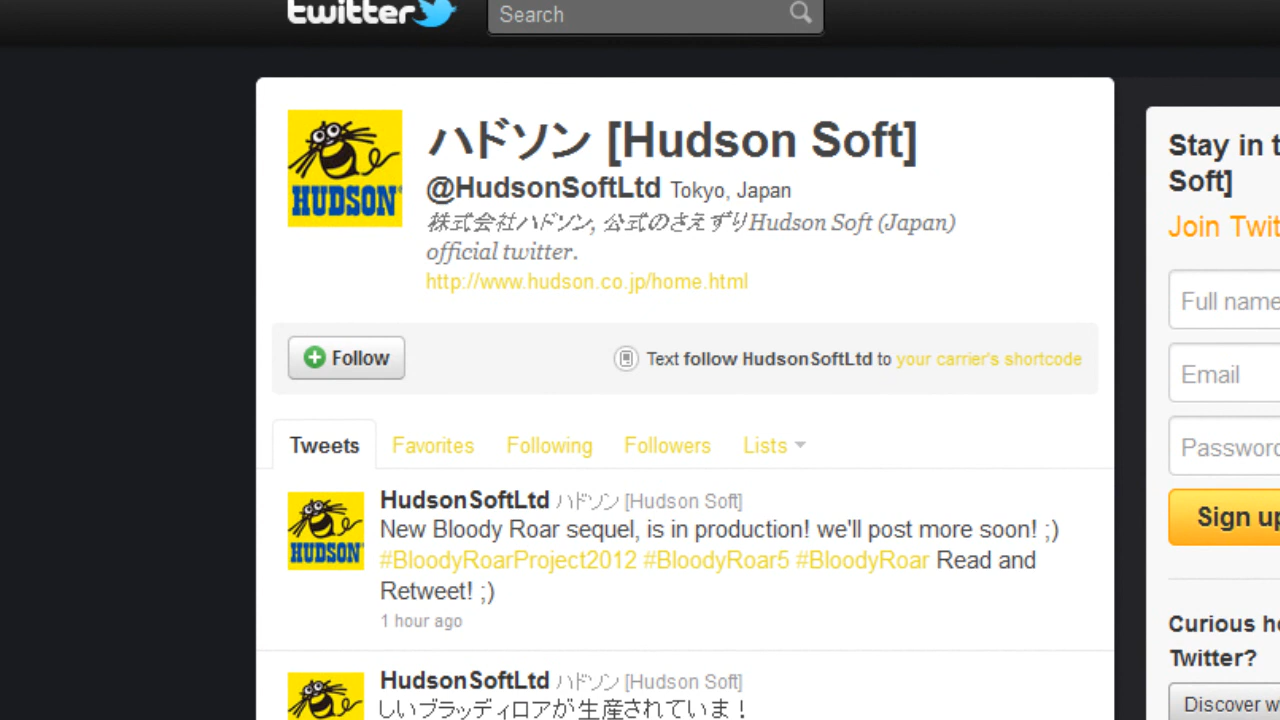 twitter
Search
HUDSON
ハドソン [Hudson Soft]
@HudsonSoftLtd Tokyo, Japan
株式会社ハドソン, 公式のさえずりHudson Soft (Japan)
official twitter.
http://www.hudson.co.jp/home.html
Follow
Text follow HudsonSoftLtd to your carrier's shortcode
Tweets Favorites Following Followers Lists
HUDSON
HudsonSoftLtd ハドソン [Hudson Soft]
New Bloody Roar sequel, is in production! we'll post more soon! ;)
#BloodyRoarProject2012 #BloodyRoar5 #BloodyRoar Read and
Retweet! ;)
1 hour ago
HudsonSoftLtd ハドソン [Hudson Soft]
しいブラッディロアが生産されていま！
Stay in t
Soft]
Join Twit
Full name
Email
Password
Sign up
Curious ho
Twitter?
Discover w